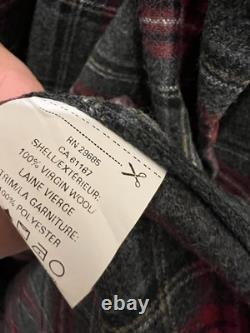 RN 29685
CA 61167
SHELL/EXTÉRIEUR:
100% VIRGIN WOOL/
LAINE VIERGE
TRIM/LA GARNITURE:
100% POLYESTER